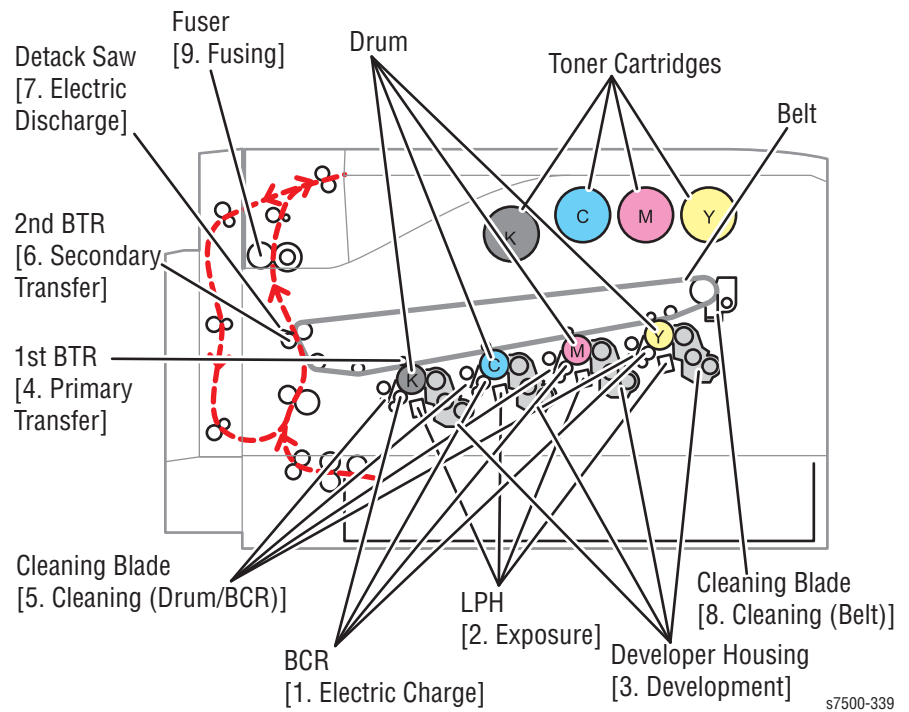 Fuser
[9. Fusing]
Drum
Detack Saw
[7. Electric
Discharge]
Toner Cartridges
Belt
2nd BTR
[6. Secondary
Transfer]
K
C
M
Y
1st BTR
[4. Primary
Transfer]
K
C
M
Y
Cleaning Blade
[5. Cleaning (Drum/BCR)]
LPH
[2. Exposure]
Cleaning Blade
[8. Cleaning (Belt)]
BCR
[1. Electric Charge]
Developer Housing
[3. Development]
s7500-339